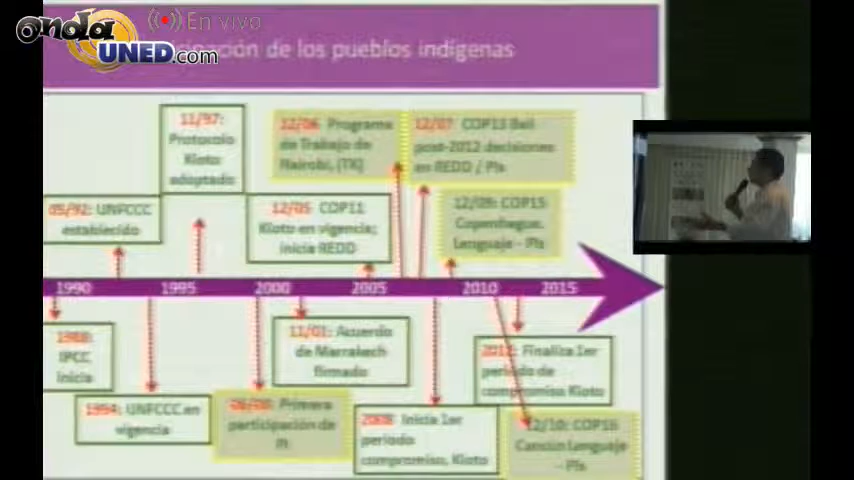 onda
UNED.com
En vivo
de los pueblos indígenas
11/97:
Protocolo
Kioto
adoptado
12/06 Programa
de Trabajo de
Nairobi, (TK)
12/07 COP13 Bali
post-2012 decisiones
en REDD / PIs
05/92: UNFCCC
establecido
12/05 COP11
Kioto en vigencia;
inicia REDD
12/09: COP15
Copenhague.
Lenguaje - PIs
1990
1995
2000
2005
2010
2015
1988:
IPCC
inicia
11/01: Acuerdo
de Marrakech
firmado
2012: Finaliza 1er
período de
compromiso Kioto
1994: UNFCCC en
vigencia
Primera
participación de
PI
2008 Inicia 1er
período
compromiso, Kioto
12/10: COP16
Cancún Lenguaje
- PIs